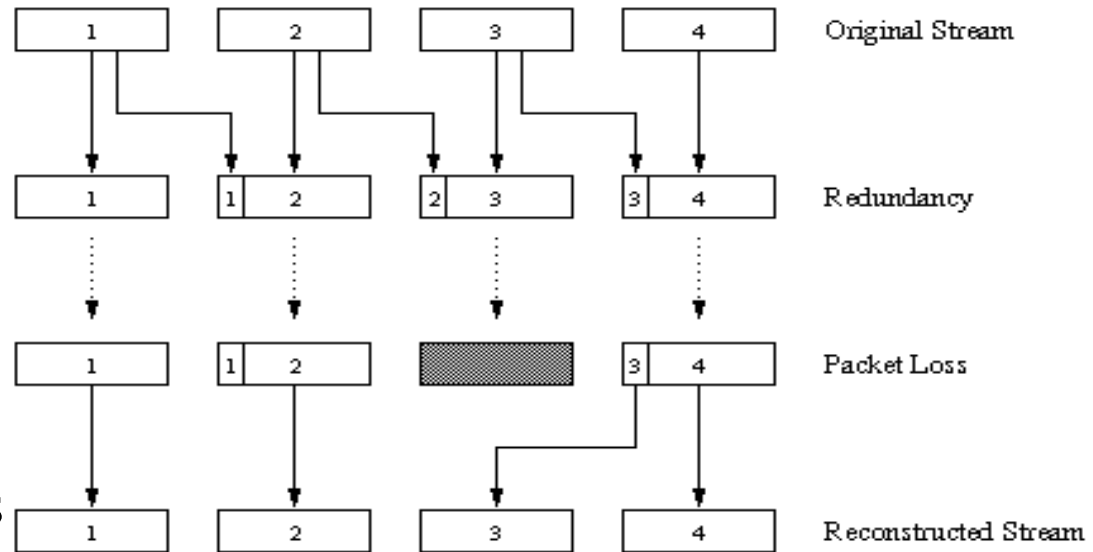 1 2 3 4 Original Stream
1 1 2 2 3 3 4 Redundancy
1 1 2 3 4 Packet Loss
s
1 2 3 4 Reconstructed Stream